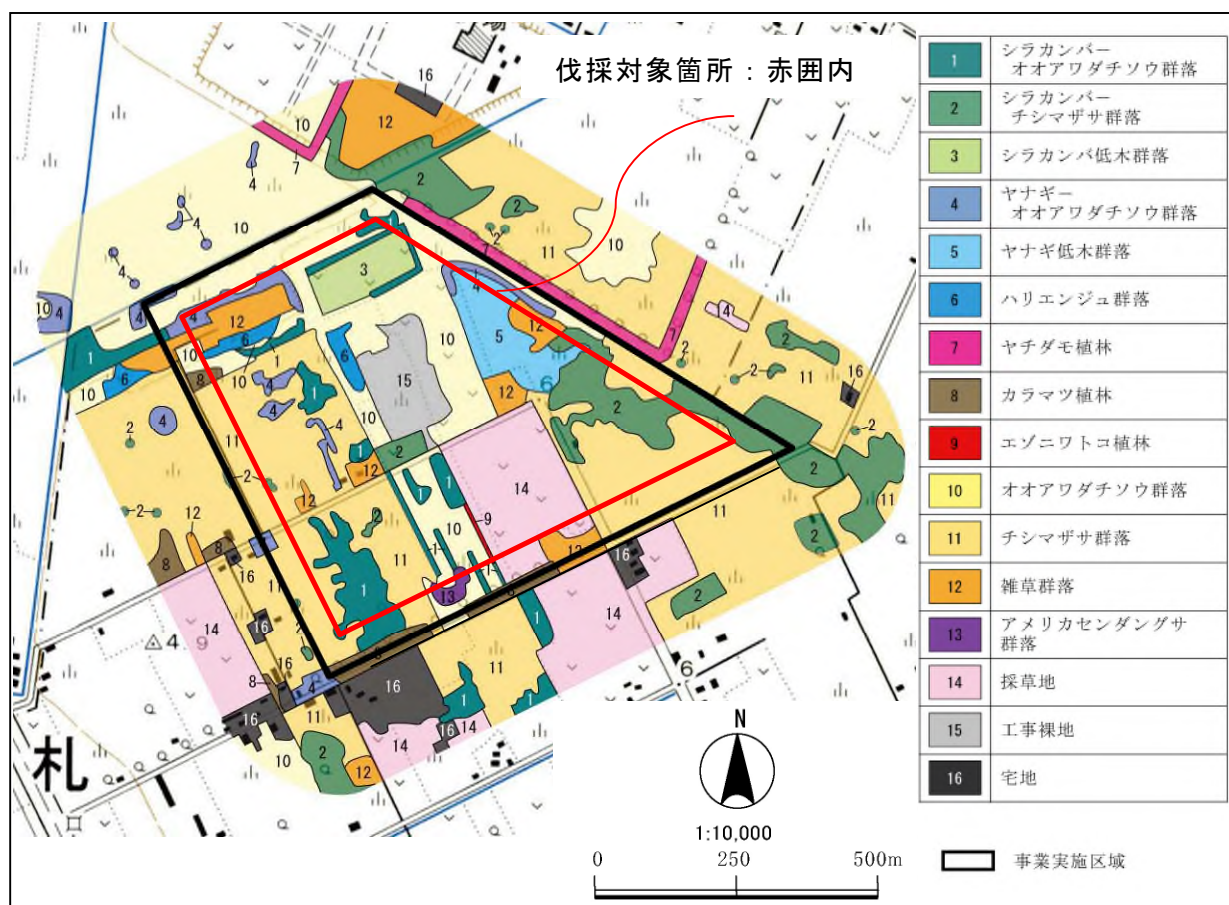 伐採対象箇所：赤囲内
1 シラカンバー
オオアワダチソウ群落
2 シラカンバー
チシマザサ群落
3 シラカンバ低木群落
4 ヤナギー
オオアワダチソウ群落
5 ヤナギ低木群落
6 ハリエンジュ群落
7 ヤチダモ植林
8 カラマツ植林
9 エゾニワトコ植林
10 オオアワダチソウ群落
11 チシマザサ群落
12 雑草群落
13 アメリカセンダングサ
群落
14 採草地
15 工事裸地
16 宅地
事業実施区域
札
4.9
6
6
N
1:10,000
0 250 500m